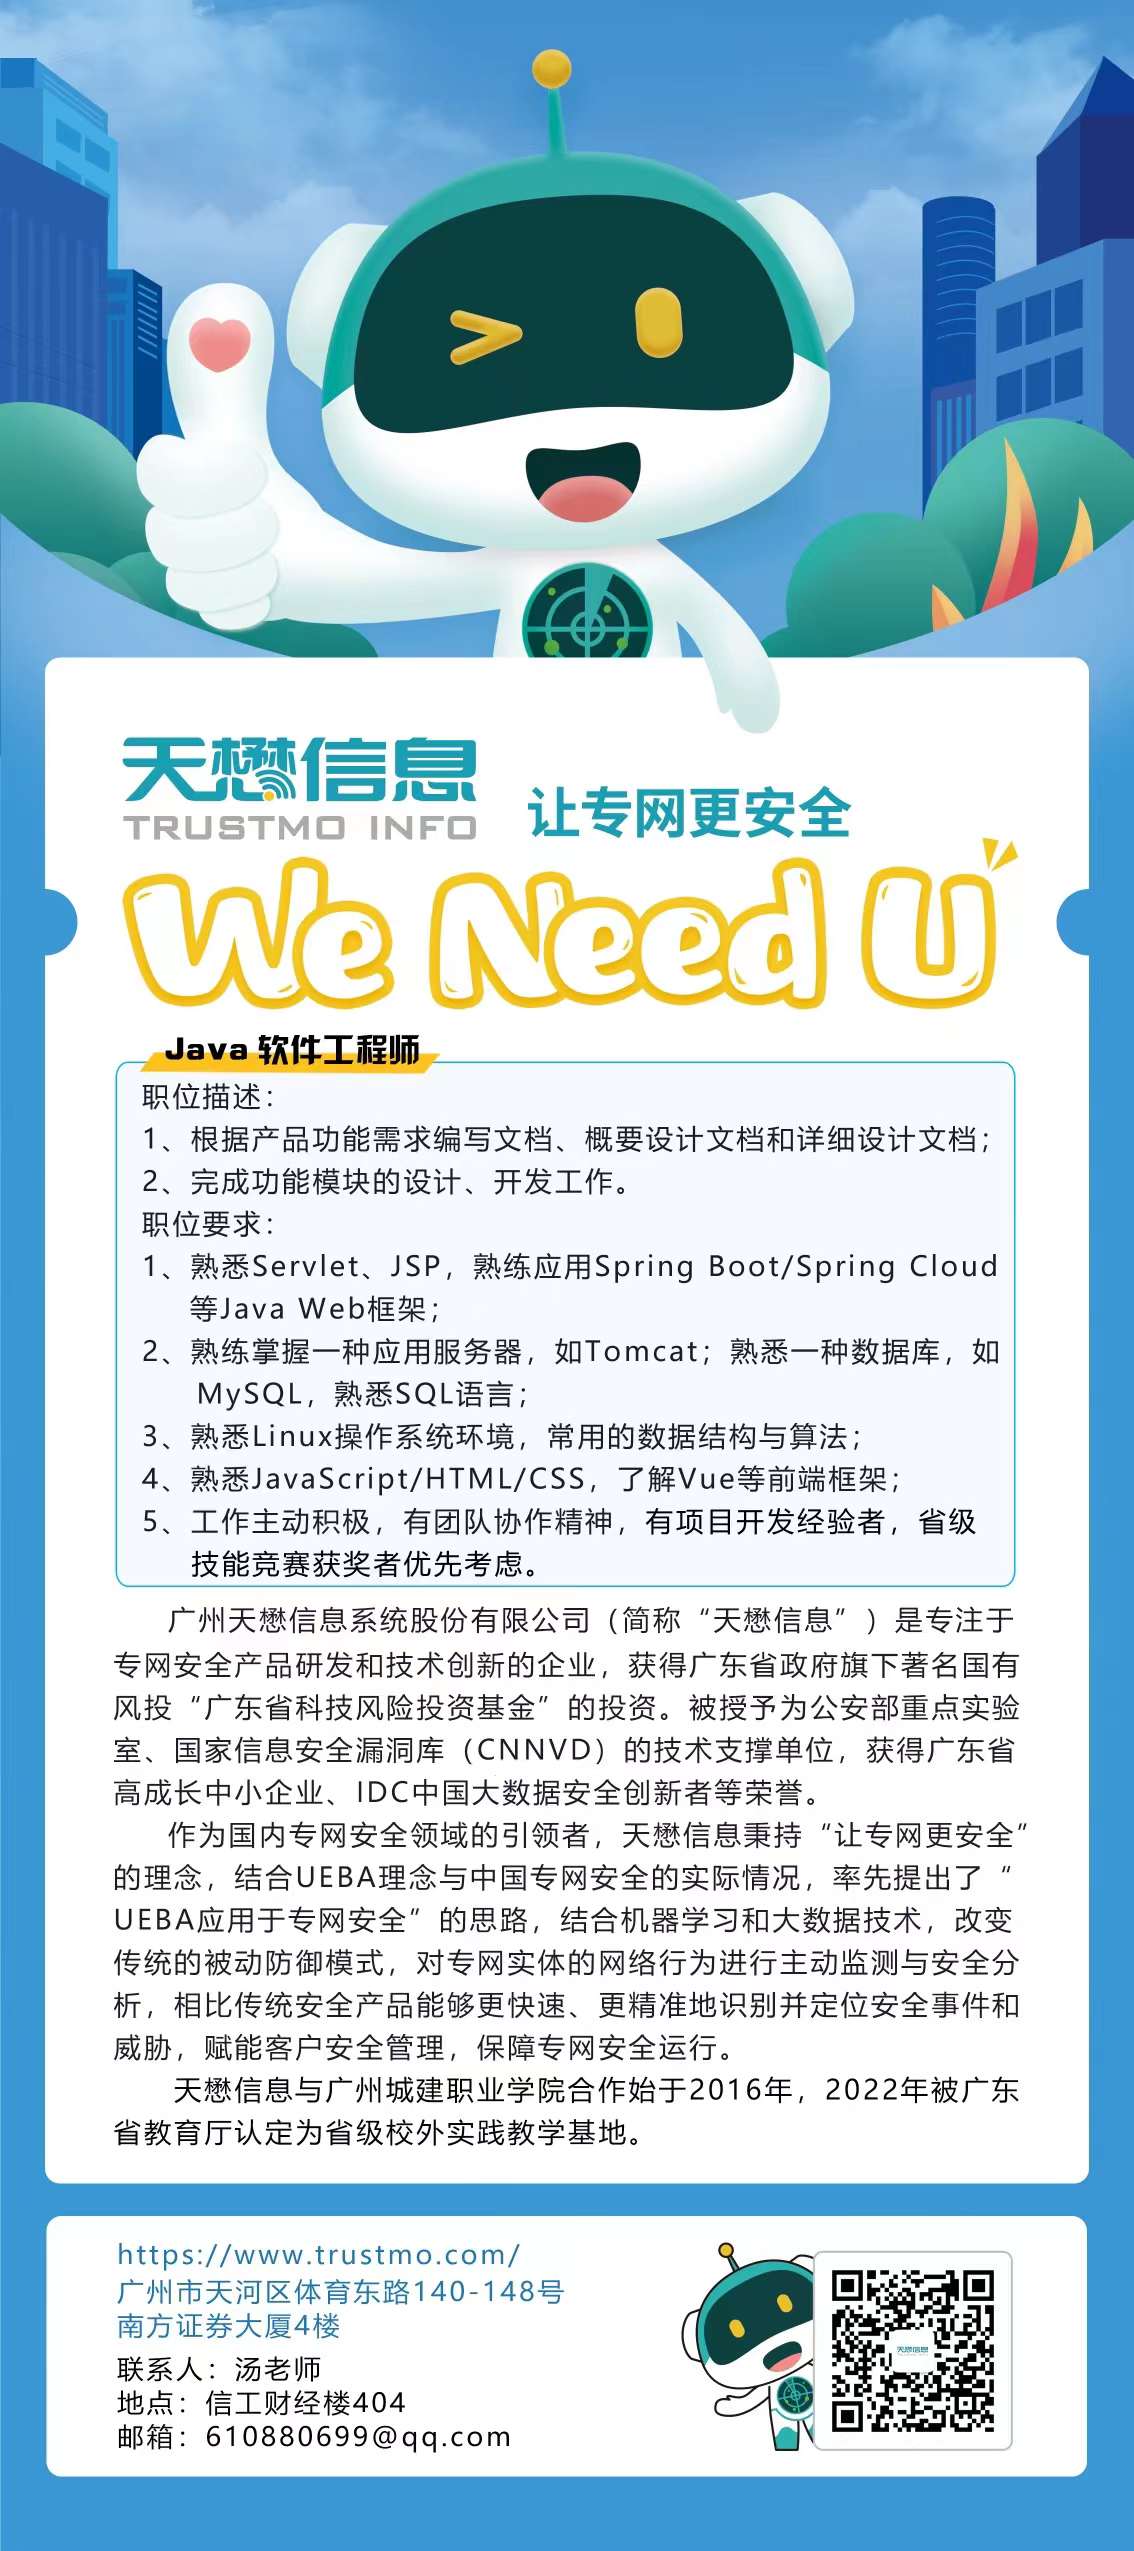 天懋信息
TRUSTMO INFO
让专网更安全
We Need U
Java 软件工程师
职位描述：
1、根据产品功能需求编写文档、概要设计文档和详细设计文档；
2、完成功能模块的设计、开发工作。
职位要求：
1、熟悉Servlet、JSP，熟练应用Spring Boot/Spring Cloud
等Java Web框架；
2、熟练掌握一种应用服务器，如Tomcat；熟悉一种数据库，如
MySQL，熟悉SQL语言；
3、熟悉Linux操作系统环境，常用的数据结构与算法；
4、熟悉JavaScript/HTML/CSS，了解Vue等前端框架；
5、工作主动积极，有团队协作精神，有项目开发经验者，省级
技能竞赛获奖者优先考虑。
广州天懋信息系统股份有限公司（简称“天懋信息”）是专注于
专网安全产品研发和技术创新的企业，获得广东省政府旗下著名国有
风投“广东省科技风险投资基金”的投资。被授予为公安部重点实验
室、国家信息安全漏洞库（CNNVD）的技术支撑单位，获得广东省
高成长中小企业、IDC中国大数据安全创新者等荣誉。
作为国内专网安全领域的引领者，天懋信息秉持“让专网更安全”
的理念，结合UEBA理念与中国专网安全的实际情况，率先提出了“
UEBA应用于专网安全”的思路，结合机器学习和大数据技术，改变
传统的被动防御模式，对专网实体的网络行为进行主动监测与安全分
析，相比传统安全产品能够更快速、更精准地识别并定位安全事件和
威胁，赋能客户安全管理，保障专网安全运行。
天懋信息与广州城建职业学院合作始于2016年，2022年被广东
省教育厅认定为省级校外实践教学基地。
https://www.trustmo.com/
广州市天河区体育东路140-148号
南方证券大厦4楼
联系人：汤老师
地点：信工财经楼404
邮箱：610880699@qq.com
天懋信息